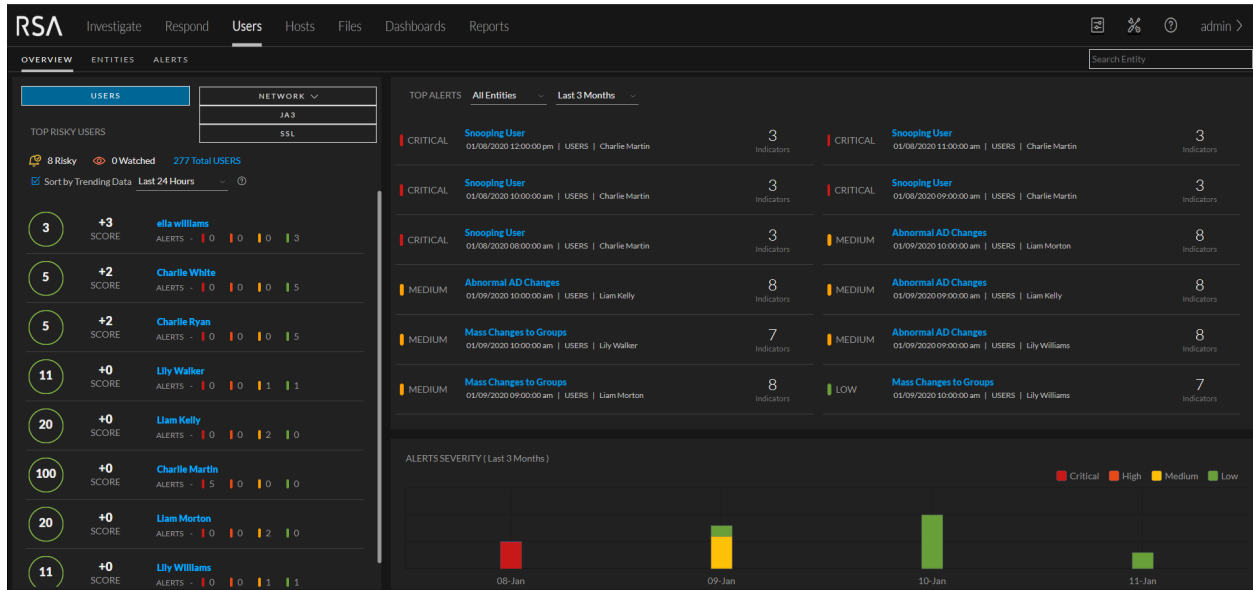 RSA Investigate Respond Users Hosts Files Dashboards Reports admin >
OVERVIEW ENTITIES ALERTS Search Entity
USERS NETWORK
JA3
SSL
TOP RISKY USERS
8 Risky 0 Watched 277 Total USERS
Sort by Trending Data Last 24 Hours
3 +3 SCORE ella williams
ALERTS - 0 0 0 3
5 +2 SCORE Charlie White
ALERTS - 0 0 0 5
5 +2 SCORE Charlie Ryan
ALERTS - 0 0 0 5
11 +0 SCORE Lily Walker
ALERTS - 0 0 1 1
20 +0 SCORE Liam Kelly
ALERTS - 0 0 2 0
100 +0 SCORE Charlie Martin
ALERTS - 5 0 0 0
20 +0 SCORE Liam Morton
ALERTS - 0 0 2 0
11 +0 SCORE Lily Williams
ALERTS - 0 0 1 1
TOP ALERTS All Entities Last 3 Months
CRITICAL Snooping User 3
01/08/2020 12:00:00 pm | USERS | Charlie Martin Indicators
CRITICAL Snooping User 3
01/08/2020 11:00:00 am | USERS | Charlie Martin Indicators
CRITICAL Snooping User 3
01/08/2020 10:00:00 am | USERS | Charlie Martin Indicators
CRITICAL Snooping User 3
01/08/2020 09:00:00 am | USERS | Charlie Martin Indicators
CRITICAL Snooping User 3
01/08/2020 08:00:00 am | USERS | Charlie Martin Indicators
MEDIUM Abnormal AD Changes 8
01/09/2020 10:00:00 am | USERS | Liam Morton Indicators
MEDIUM Abnormal AD Changes 8
01/09/2020 10:00:00 am | USERS | Liam Kelly Indicators
MEDIUM Abnormal AD Changes 8
01/09/2020 09:00:00 am | USERS | Liam Kelly Indicators
MEDIUM Mass Changes to Groups 7
01/09/2020 10:00:00 am | USERS | Lily Walker Indicators
MEDIUM Abnormal AD Changes 8
01/09/2020 09:00:00 am | USERS | Lily Williams Indicators
MEDIUM Mass Changes to Groups 8
01/09/2020 09:00:00 am | USERS | Liam Morton Indicators
LOW Mass Changes to Groups 7
01/09/2020 10:00:00 am | USERS | Lily Williams Indicators
ALERTS SEVERITY ( Last 3 Months )
Critical High Medium Low
08-Jan 09-Jan 10-Jan 11-Jan